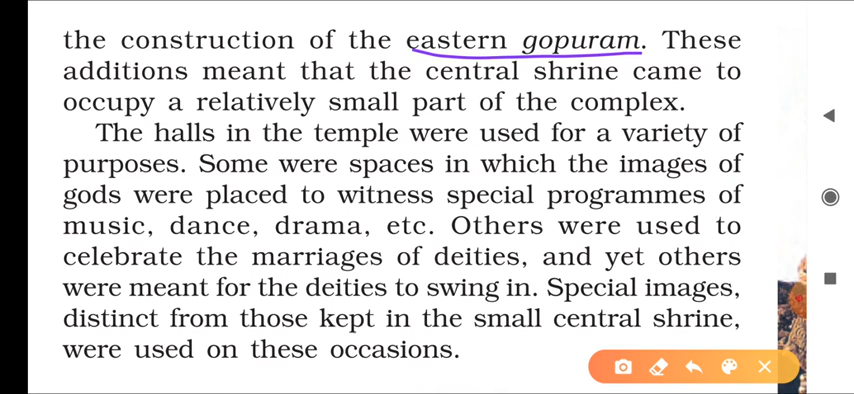 the construction of the eastern gopuram. These
additions meant that the central shrine came to
occupy a relatively small part of the complex.
The halls in the temple were used for a variety of
purposes. Some were spaces in which the images of
gods were placed to witness special programmes of
music, dance, drama, etc. Others were used to
celebrate the marriages of deities, and yet others
were meant for the deities to swing in. Special images,
distinct from those kept in the small central shrine,
were used on these occasions.